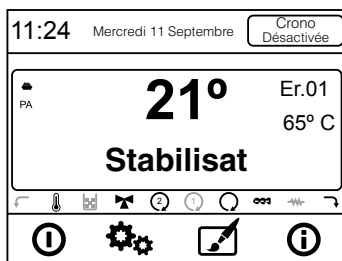 11:24 Mercredi 11 Septembre Crono
Désactivée
21º Er.01
PA
65º C
Stabilisat
2 1